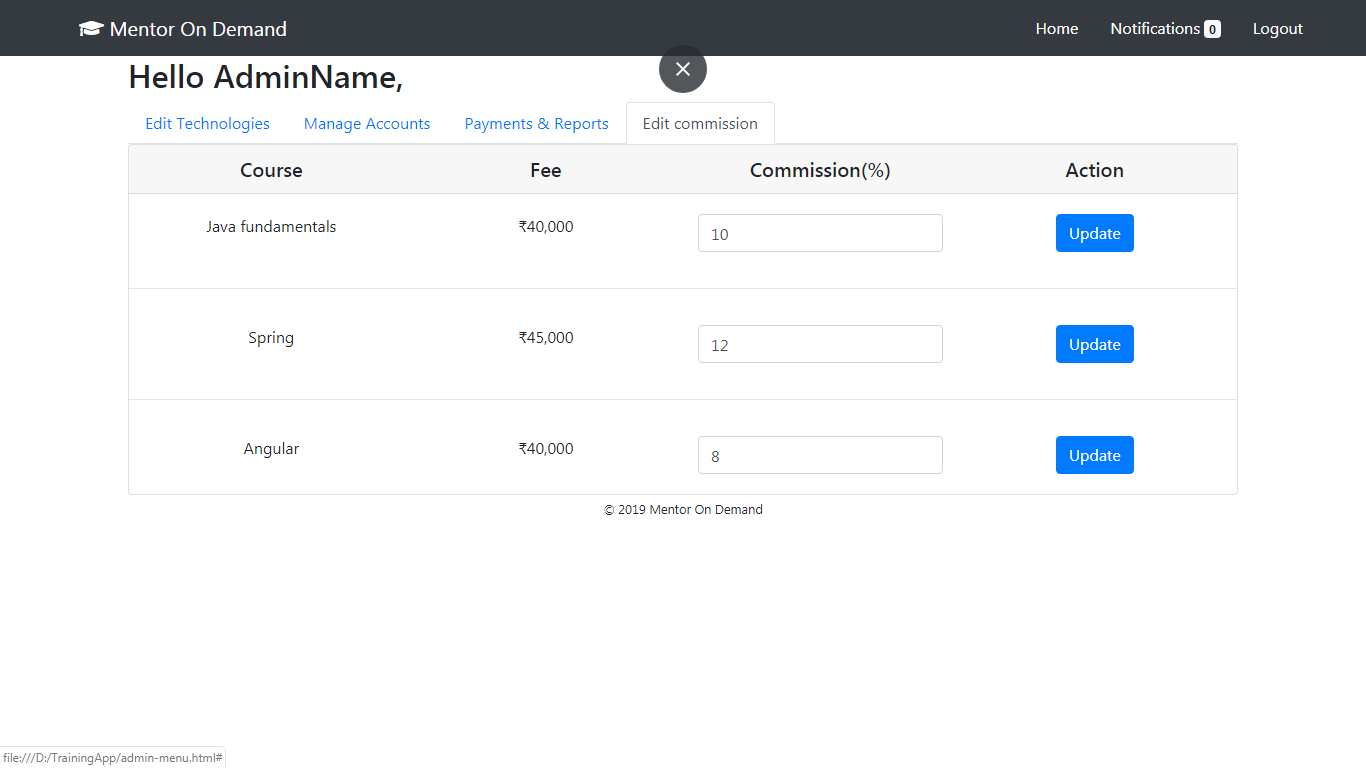 Mentor On Demand Home Notifications 0 Logout
Hello AdminName,
Edit Technologies Manage Accounts Payments & Reports Edit commission
Course Fee Commission(%) Action
Java fundamentals ₹40,000 10 Update
Spring ₹45,000 12 Update
Angular ₹40,000 8 Update
© 2019 Mentor On Demand
file:///D:/TrainingApp/admin-menu.html#